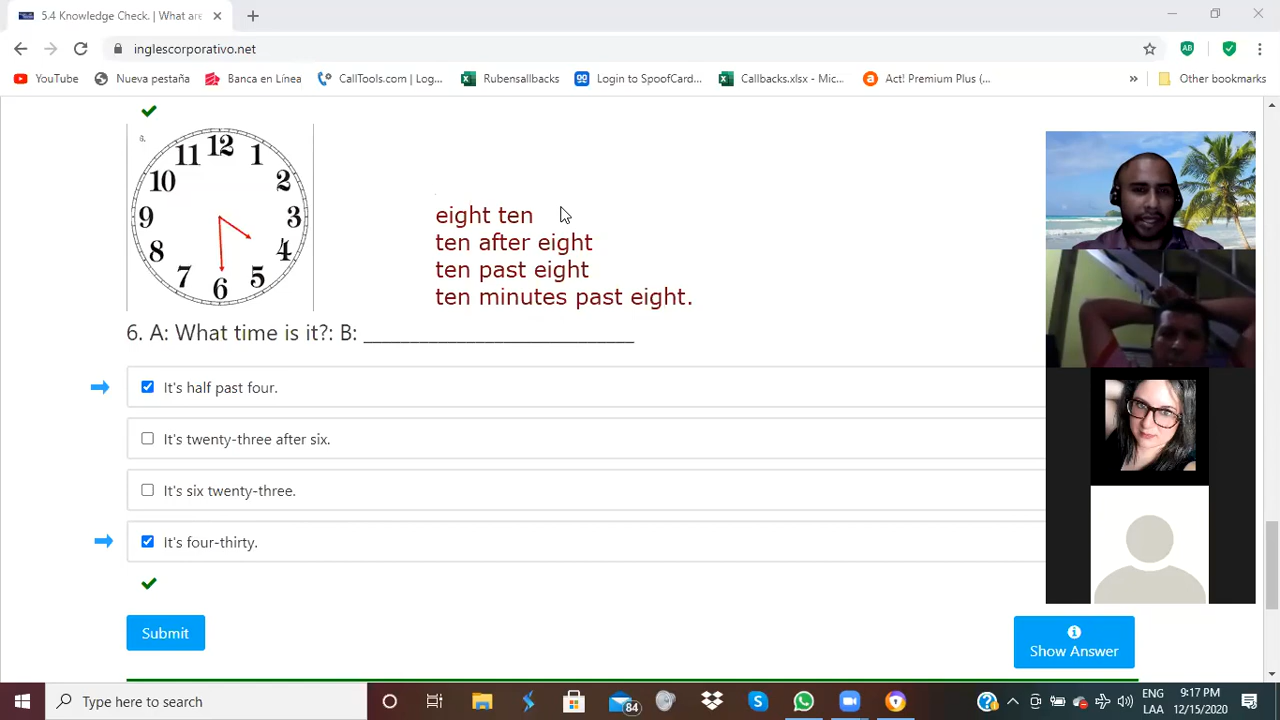 5.4 Knowledge Check. | What are
inglescorporativo.net
YouTube
Nueva pestaña
Banca en Línea
CallTools.com | Log...
Rubensallbacks
Login to SpoofCard...
Callbacks.xlsx - Mic...
Act! Premium Plus (...
»
Other bookmarks
12
11 1
10 2
9 3
8 4
7 5
6
eight ten
ten after eight
ten past eight
ten minutes past eight.
6. A: What time is it?: B: ___________________________
It's half past four.
It's twenty-three after six.
It's six twenty-three.
It's four-thirty.
Submit
Show Answer
Type here to search
84
ENG
LAA
9:17 PM
12/15/2020